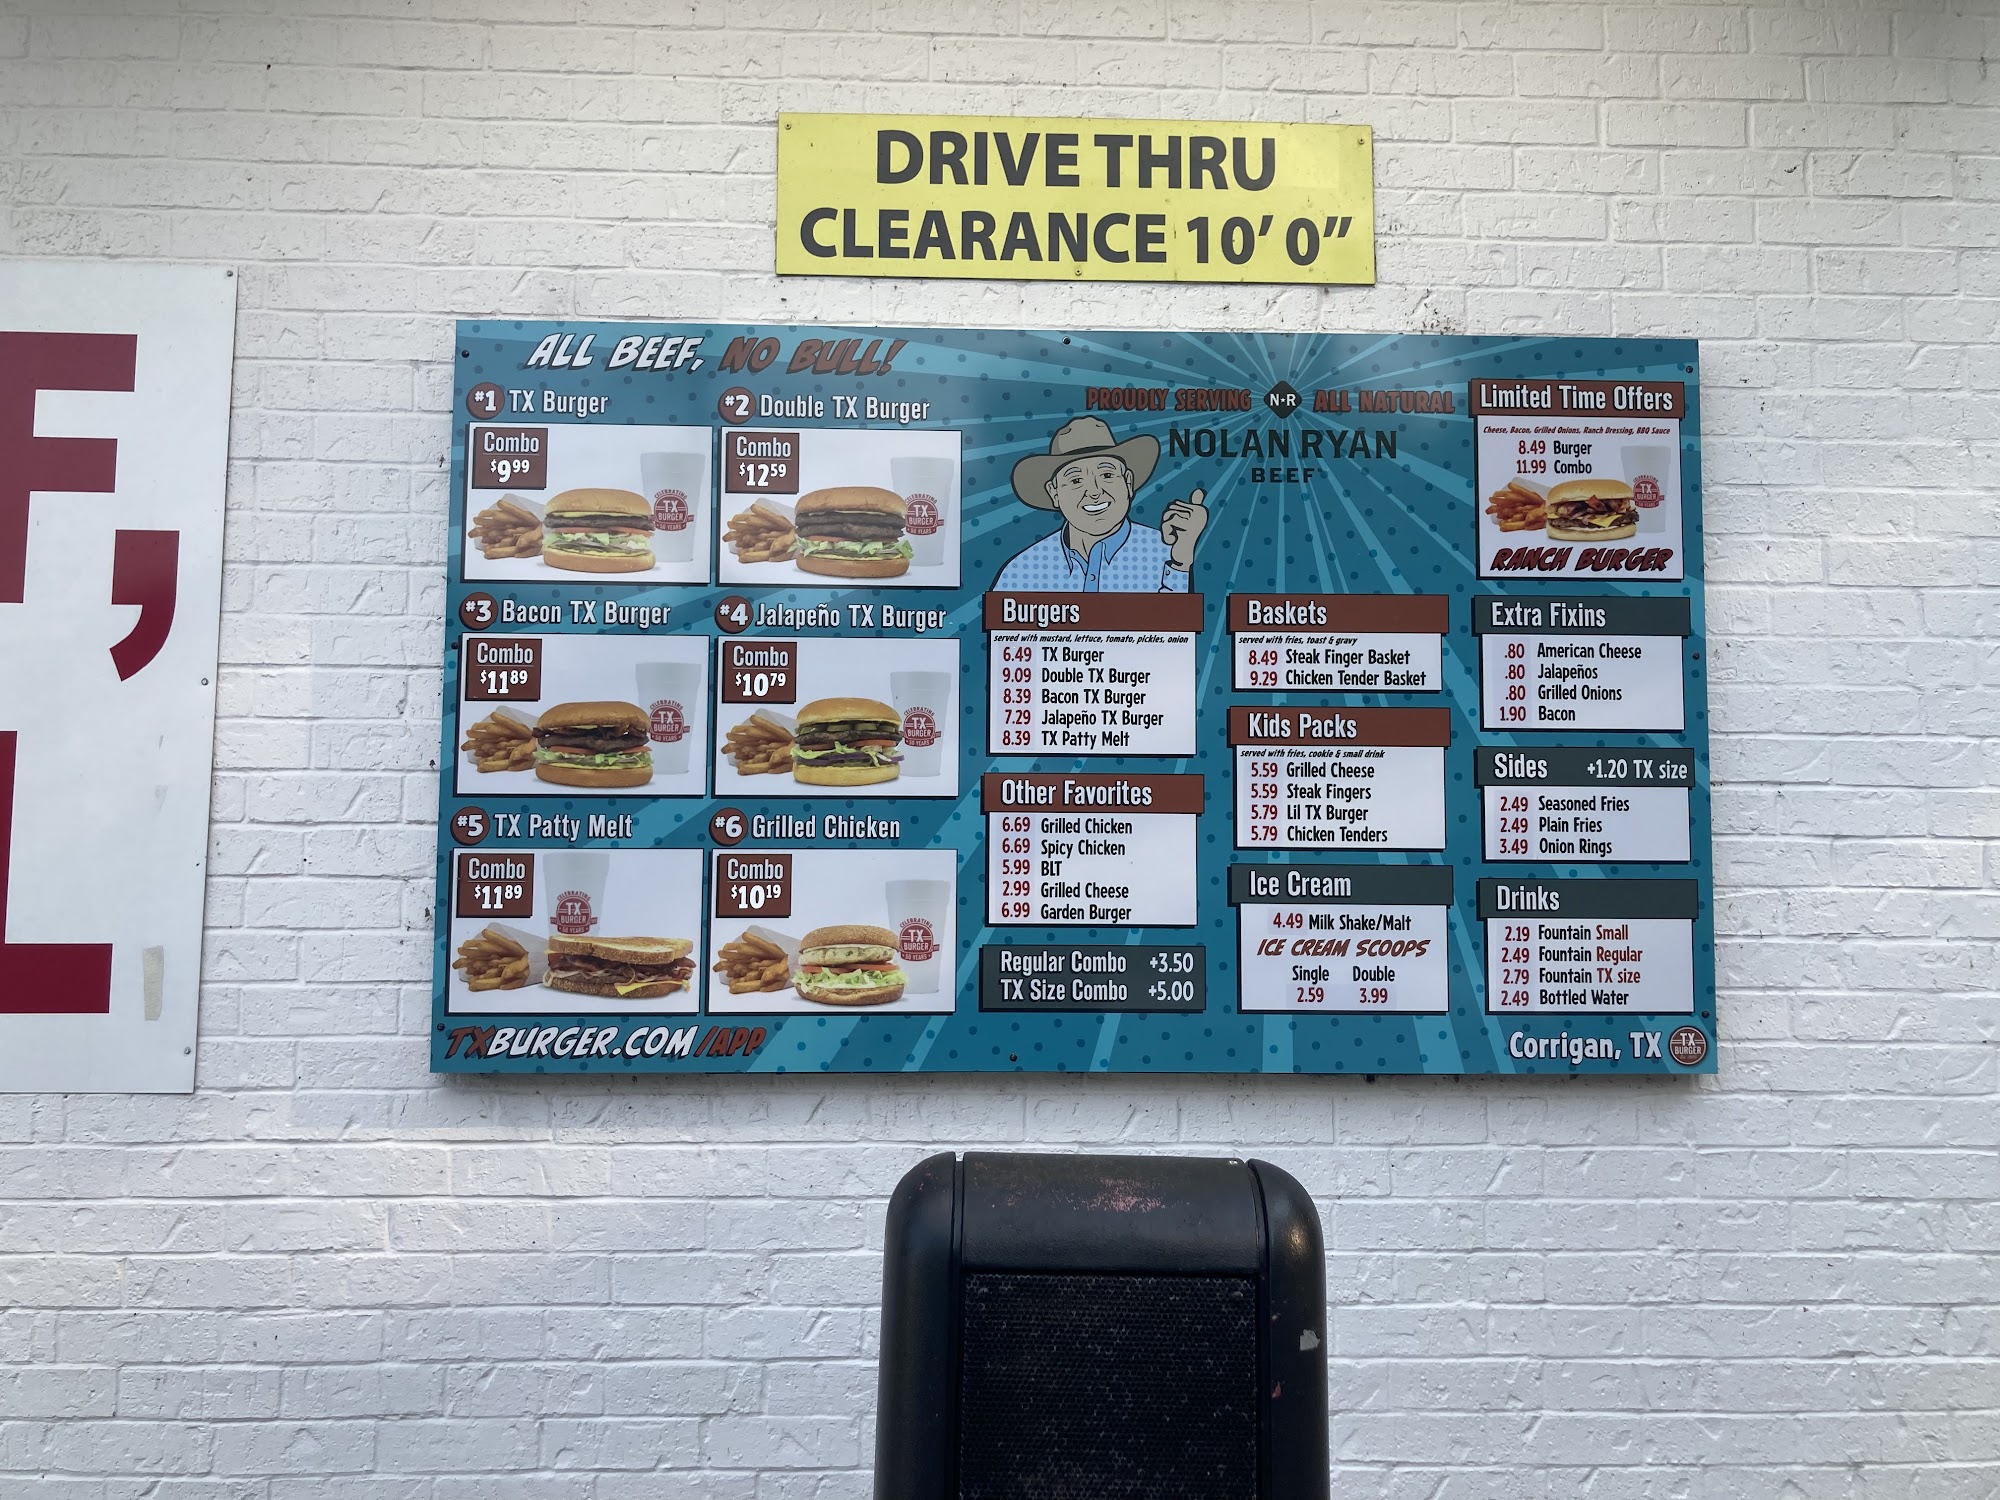 DRIVE THRU
CLEARANCE 10' 0"
ALL BEEF, NO BULL!
#1 TX Burger
Combo
$9.99
#2 Double TX Burger
Combo
$12.59
#3 Bacon TX Burger
Combo
$11.89
#4 Jalapeño TX Burger
Combo
$10.79
#5 TX Patty Melt
Combo
$11.89
#6 Grilled Chicken
Combo
$10.19
TXBURGER.COM/APP
PROUDLY SERVING N★R ALL NATURAL
NOLAN RYAN
BEEF
Burgers
served with mustard, lettuce, tomato, pickles, onion
6.49 TX Burger
9.09 Double TX Burger
8.39 Bacon TX Burger
7.29 Jalapeño TX Burger
8.39 TX Patty Melt
Other Favorites
6.69 Grilled Chicken
6.69 Spicy Chicken
5.99 BLT
2.99 Grilled Cheese
6.99 Garden Burger
Regular Combo +3.50
TX Size Combo +5.00
Baskets
served with fries, toast & gravy
8.49 Steak Finger Basket
9.29 Chicken Tender Basket
Kids Packs
served with fries, cookie & small drink
5.59 Grilled Cheese
5.59 Steak Fingers
5.79 Lil TX Burger
5.79 Chicken Tenders
Ice Cream
4.49 Milk Shake/Malt
ICE CREAM SCOOPS
Single Double
2.59 3.99
Limited Time Offers
Cheese, Bacon, Grilled Onions, Ranch Dressing, BBQ Sauce
8.49 Burger
11.99 Combo
RANCH BURGER
Extra Fixins
.80 American Cheese
.80 Jalapeños
.80 Grilled Onions
1.90 Bacon
Sides +1.20 TX size
2.49 Seasoned Fries
2.49 Plain Fries
3.49 Onion Rings
Drinks
2.19 Fountain Small
2.49 Fountain Regular
2.79 Fountain TX size
2.49 Bottled Water
Corrigan, TX
TX
BURGER